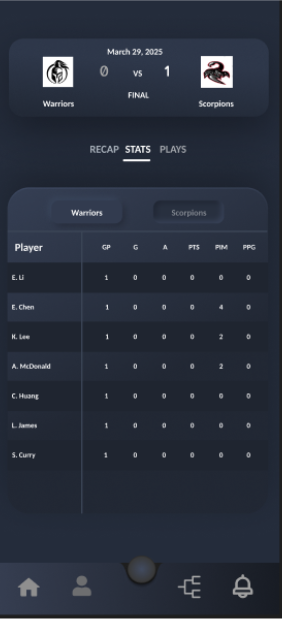 March 29, 2025
0 VS 1
Warriors FINAL Scorpions
RECAP STATS PLAYS
Warriors Scorpions
Player GP G A PTS PIM PPG
E. Li 1 0 0 0 0 0
E. Chen 1 0 0 0 4 0
K. Lee 1 0 0 0 2 0
A. McDonald 1 0 0 0 2 0
C. Huang 1 0 0 0 0 0
L. James 1 0 0 0 0 0
S. Curry 1 0 0 0 0 0